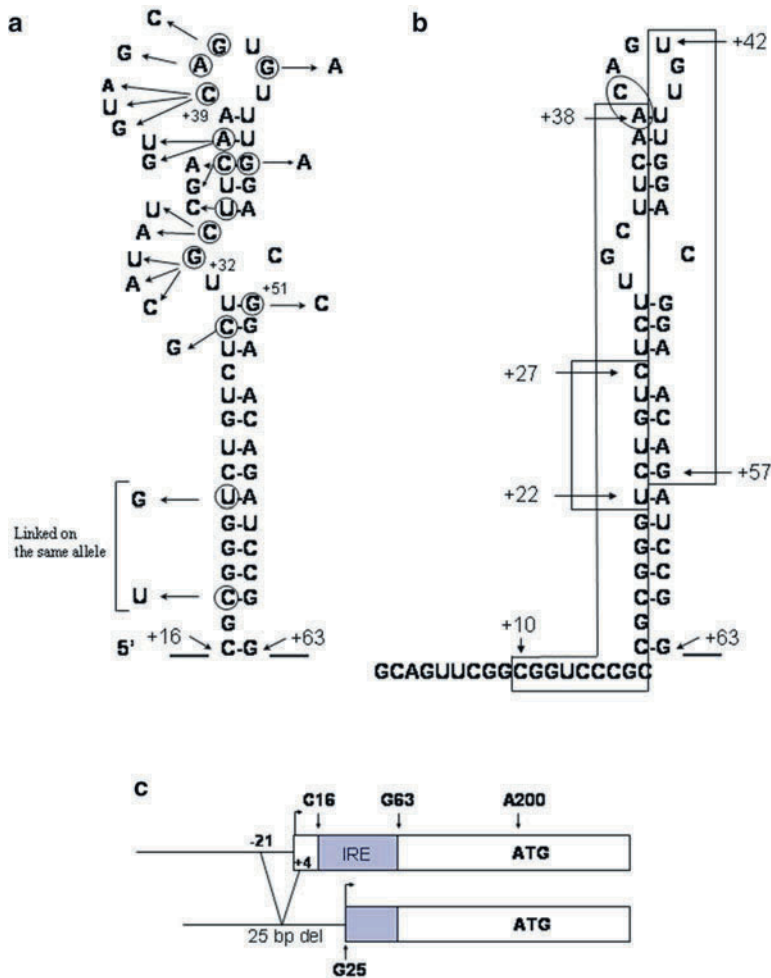 a
C
G U
G A G A
A C U
U +39 A-U
G
U A-U
G A C-G A
G U-G
C U-A
U C
A G C
U +32
A U +51
C U-G C
C-G
G U-A
C
U-A
G-C
U-A
C-G
G U-A
Linked on
the same allele
G-U
G-C
G-C
U C-G
G
5' +16 C-G +63
b
G U +42
A G
C U
+38 A-U
A-U
C-G
U-G
U-A
C
G C
U
U-G
C-G
U-A
+27 C
U-A
G-C
U-A
C-G +57
+22 U-A
G-U
G-C
G-C
C-G
+10 G
C-G +63
GCAGUUCGGCGGUCCCGC
c
C16 G63 A200
-21 +4 IRE ATG
25 bp del ATG
G25